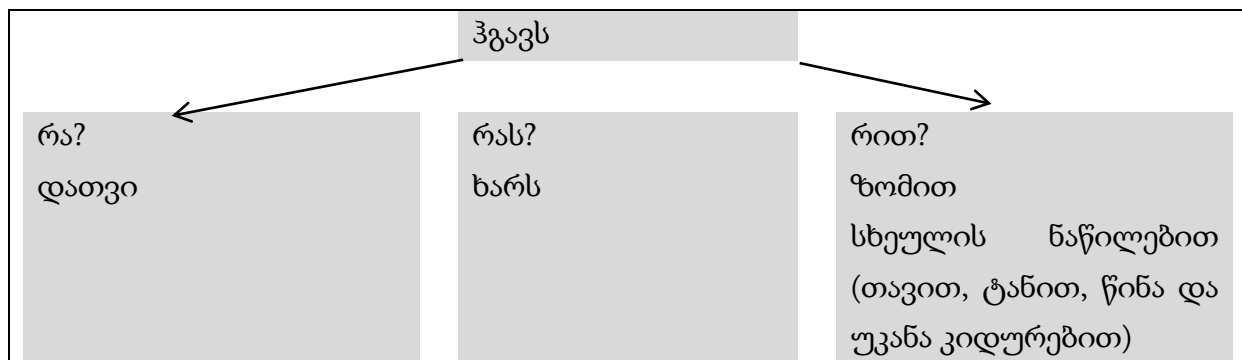 ჰგავს
რა?
დათვი
რას?
ხარს
რით?
ზომით
სხეულის ნაწილებით
(თავით, ტანით, წინა და
უკანა კიდურებით)